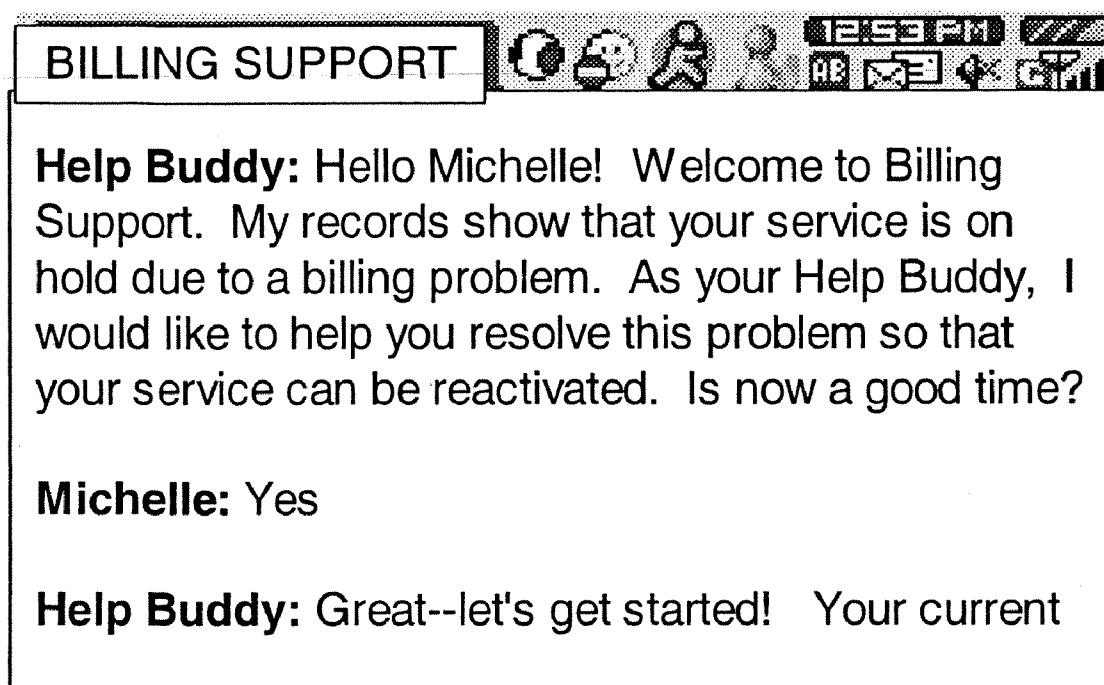 BILLING SUPPORT
12:53 PM
AB
G
Help Buddy: Hello Michelle!  Welcome to Billing
Support.  My records show that your service is on
hold due to a billing problem.  As your Help Buddy,  I
would like to help you resolve this problem so that
your service can be reactivated.  Is now a good time?
Michelle: Yes
Help Buddy: Great--let's get started!   Your current